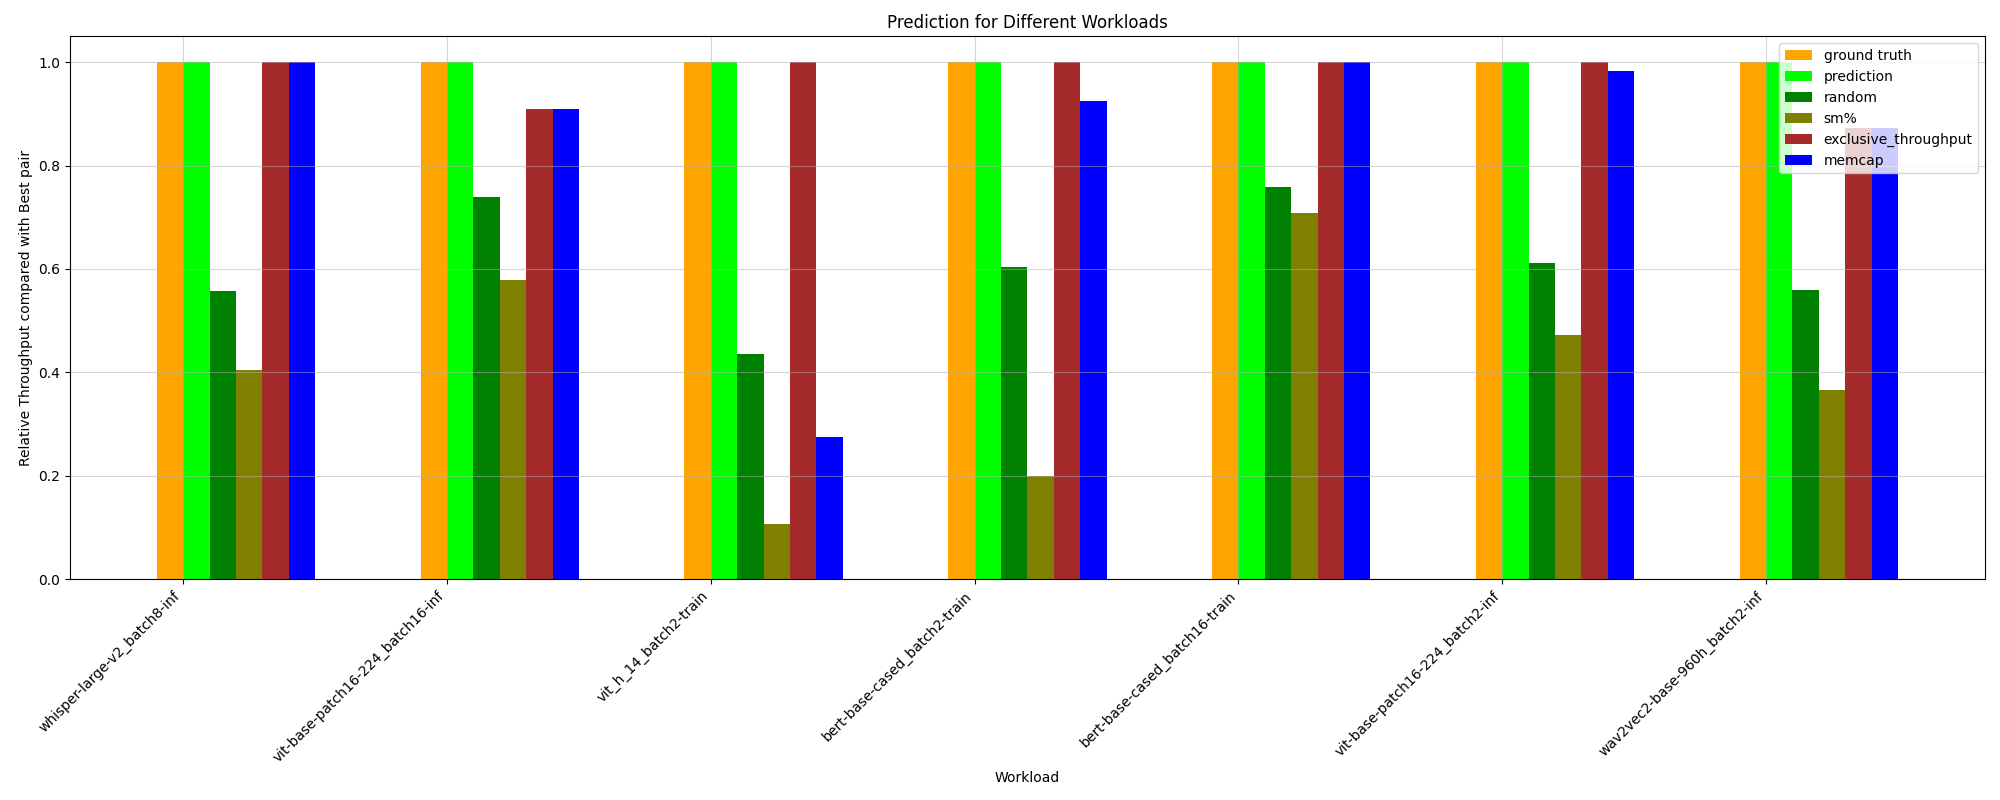 Prediction for Different Workloads
Relative Throughput compared with Best pair
1.0
0.8
0.6
0.4
0.2
0.0
ground truth
prediction
random
sm%
exclusive_throughput
memcap
whisper-large-v2_batch8-inf
vit-base-patch16-224_batch16-inf
vit_h_14_batch2-train
bert-base-cased_batch2-train
bert-base-cased_batch16-train
vit-base-patch16-224_batch2-inf
wav2vec2-base-960h_batch2-inf
Workload